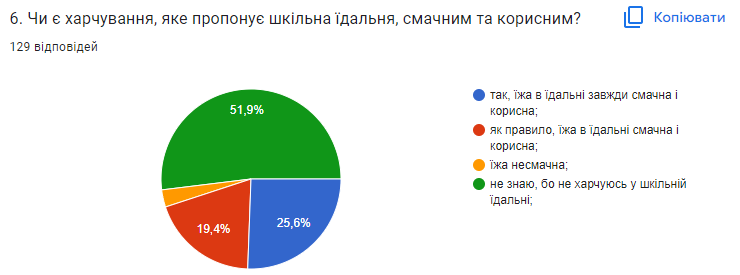 6. Чи є харчування, яке пропонує шкільна їдальня, смачним та корисним?
Копіювати
129 відповідей
51,9%
19,4%
25,6%
так, їжа в їдальні завжди смачна і
корисна;
як правило, їжа в їдальні смачна і
корисна;
їжа несмачна;
не знаю, бо не харчуюсь у шкільній
їдальні;